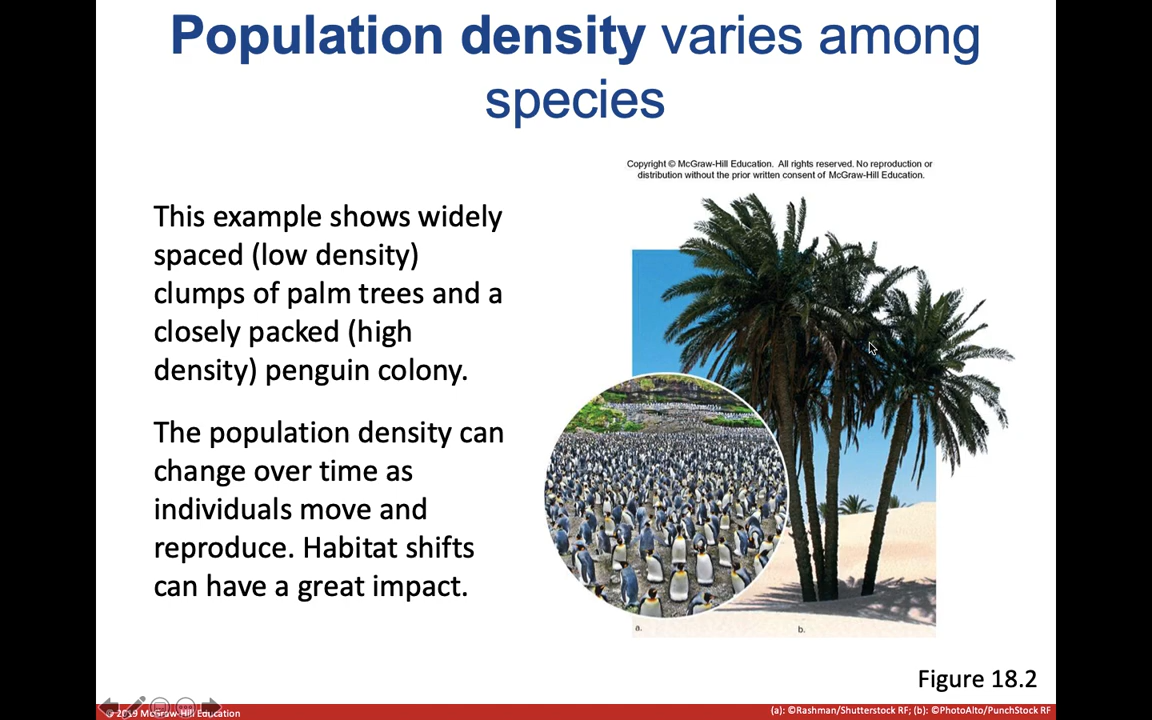 Population density varies among
species
Copyright © McGraw-Hill Education. All rights reserved. No reproduction or
distribution without the prior written consent of McGraw-Hill Education.
This example shows widely
spaced (low density)
clumps of palm trees and a
closely packed (high
density) penguin colony.
The population density can
change over time as
individuals move and
reproduce. Habitat shifts
can have a great impact.
a.
b.
Figure 18.2
© 2019 McGraw-Hill Education
(a): ©Rashman/Shutterstock RF; (b): ©PhotoAlto/PunchStock RF